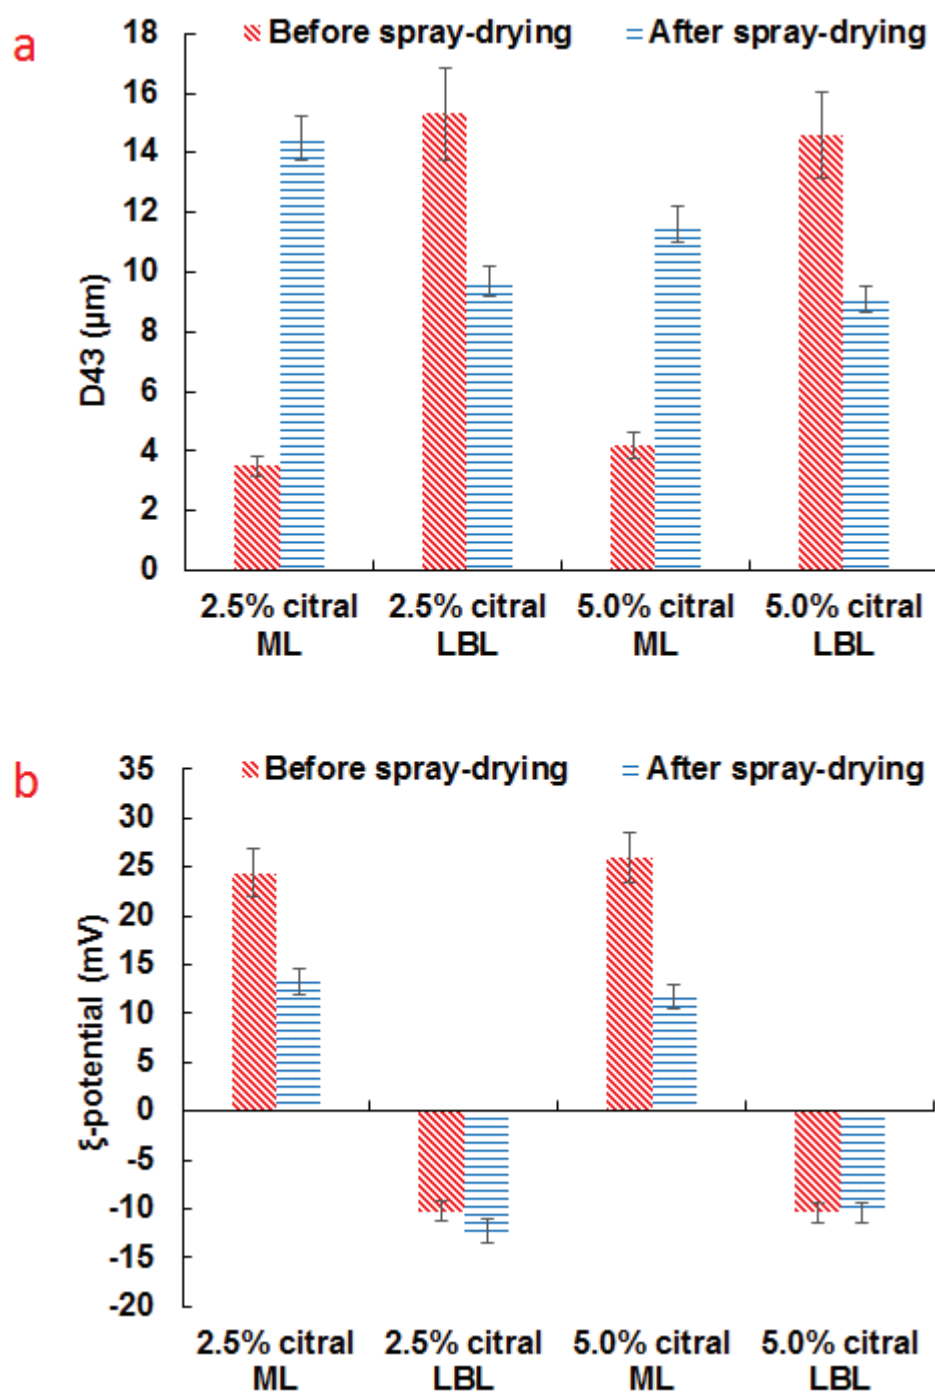 a
Before spray-drying After spray-drying
18
16
14
12
10
8
6
4
2
0
D43 (μm)
2.5% citral 2.5% citral 5.0% citral 5.0% citral
ML LBL ML LBL
b
Before spray-drying After spray-drying
35
30
25
20
15
10
5
0
-5
-10
-15
-20
ξ-potential (mV)
2.5% citral 2.5% citral 5.0% citral 5.0% citral
ML LBL ML LBL